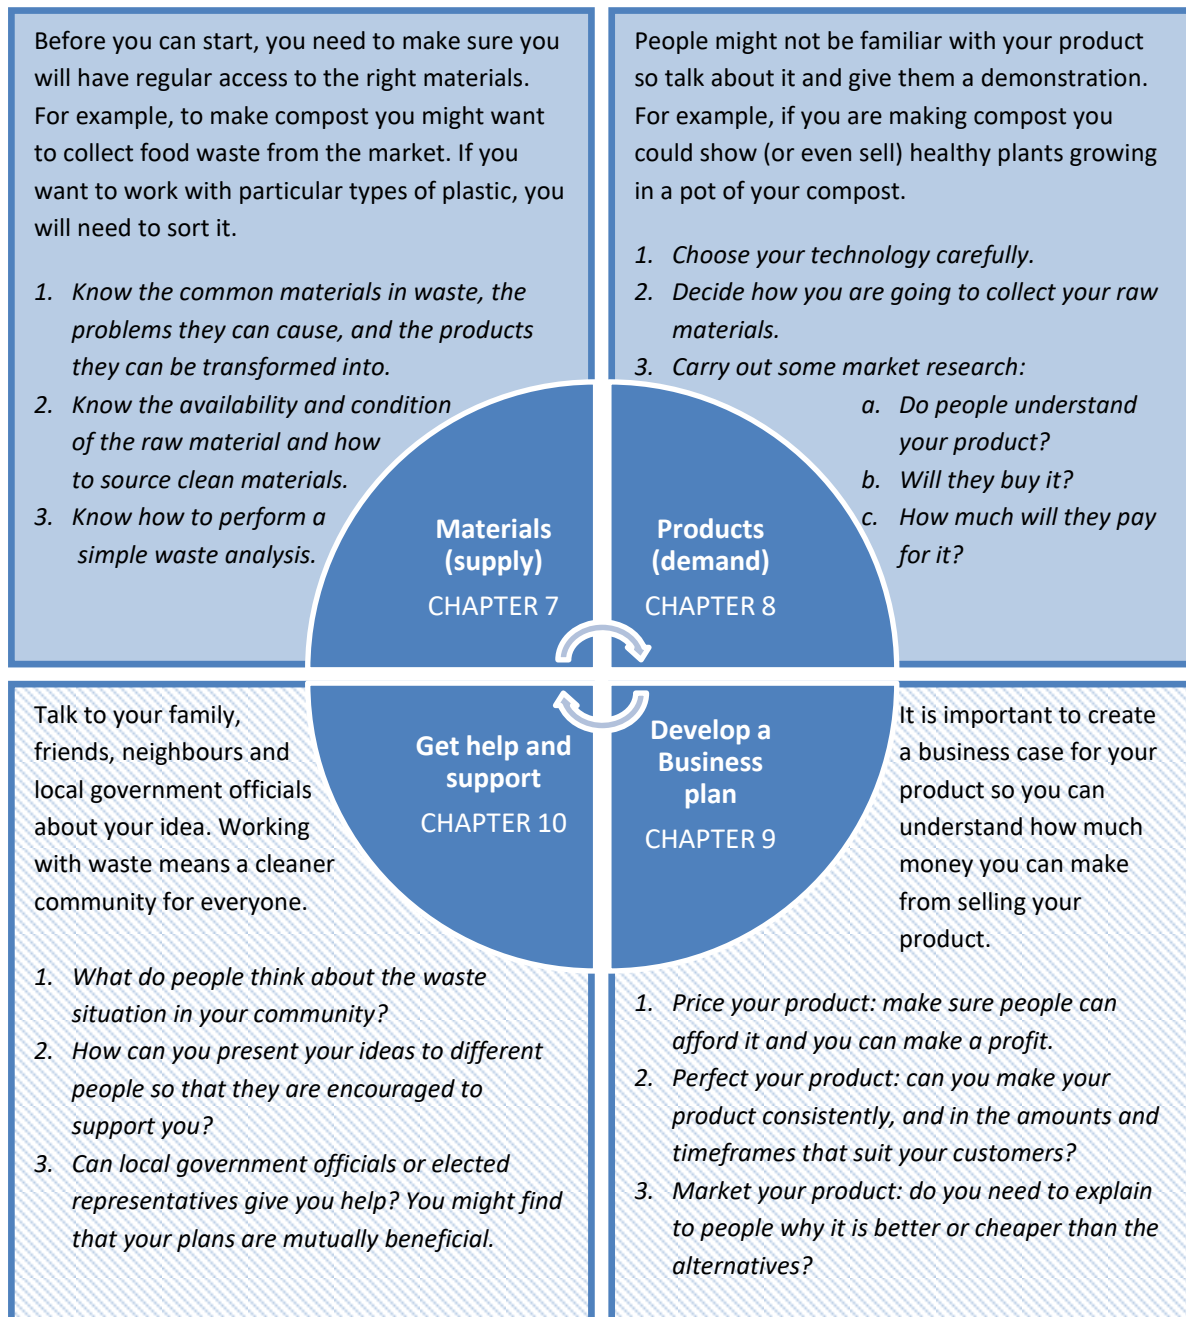 Before you can start, you need to make sure you
will have regular access to the right materials.
For example, to make compost you might want
to collect food waste from the market. If you
want to work with particular types of plastic, you
will need to sort it.
1. Know the common materials in waste, the
problems they can cause, and the products
they can be transformed into.
2. Know the availability and condition
of the raw material and how
to source clean materials.
3. Know how to perform a
simple waste analysis.
People might not be familiar with your product
so talk about it and give them a demonstration.
For example, if you are making compost you
could show (or even sell) healthy plants growing
in a pot of your compost.
1. Choose your technology carefully.
2. Decide how you are going to collect your raw
materials.
3. Carry out some market research:
a. Do people understand
your product?
b. Will they buy it?
c. How much will they pay
for it?
Materials
(supply)
CHAPTER 7
Products
(demand)
CHAPTER 8
Get help and
support
CHAPTER 10
Develop a
Business
plan
CHAPTER 9
Talk to your family,
friends, neighbours and
local government officials
about your idea. Working
with waste means a cleaner
community for everyone.
1. What do people think about the waste
situation in your community?
2. How can you present your ideas to different
people so that they are encouraged to
support you?
3. Can local government officials or elected
representatives give you help? You might find
that your plans are mutually beneficial.
It is important to create
a business case for your
product so you can
understand how much
money you can make
from selling your
product.
1. Price your product: make sure people can
afford it and you can make a profit.
2. Perfect your product: can you make your
product consistently, and in the amounts and
timeframes that suit your customers?
3. Market your product: do you need to explain
to people why it is better or cheaper than the
alternatives?